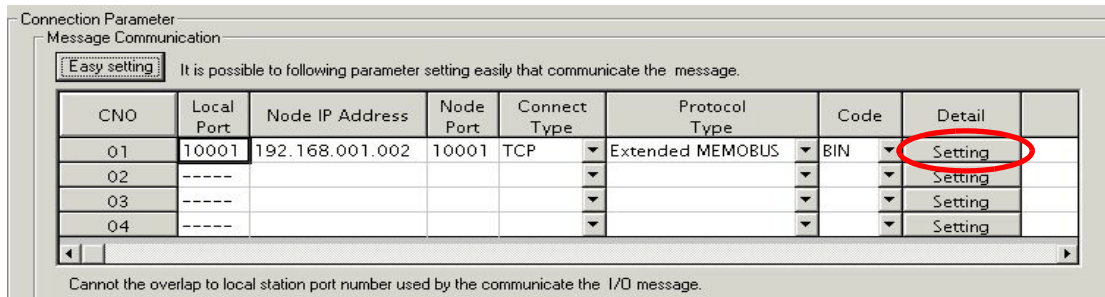 Connection Parameter
Message Communication
Easy setting It is possible to following parameter setting easily that communicate the message.
CNO Local Port Node IP Address Node Port Connect Type Protocol Type Code Detail
01 10001 192.168.001.002 10001 TCP Extended MEMOBUS BIN Setting
02 ----- Setting
03 ----- Setting
04 ----- Setting
Cannot the overlap to local station port number used by the communicate the I/O message.